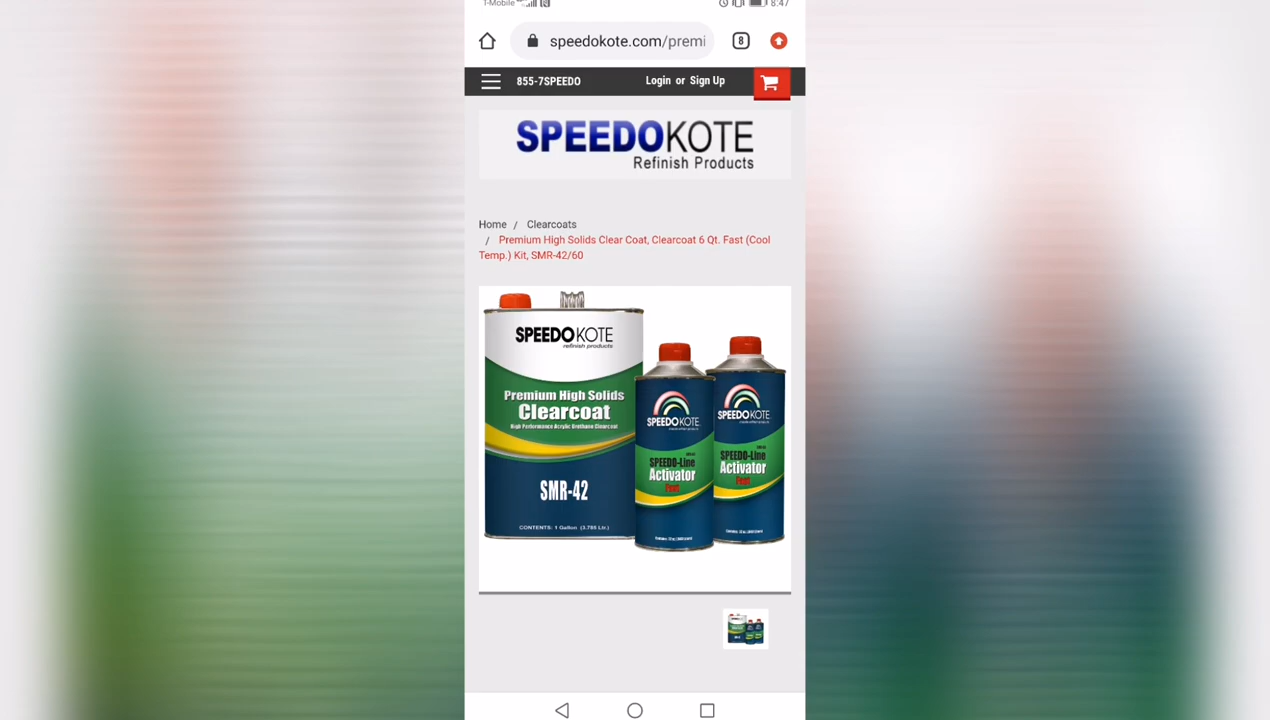 T-Mobile 8:47
speedokote.com/premi 8
855-7SPEEDO Login or Sign Up
SPEEDOKOTE
Refinish Products
Home / Clearcoats
/ Premium High Solids Clear Coat, Clearcoat 6 Qt. Fast (Cool
Temp.) Kit, SMR-42/60
SPEEDOKOTE
refinish products
Premium High Solids
Clearcoat
High Performance Acrylic Urethane Clearcoat
SMR-42
CONTENTS: 1 Gallon (3.785 Ltr.)
SPEEDOKOTE
SPEEDO-LINE
Activator
Fast
SPEEDOKOTE
SPEEDO-LINE
Activator
Fast